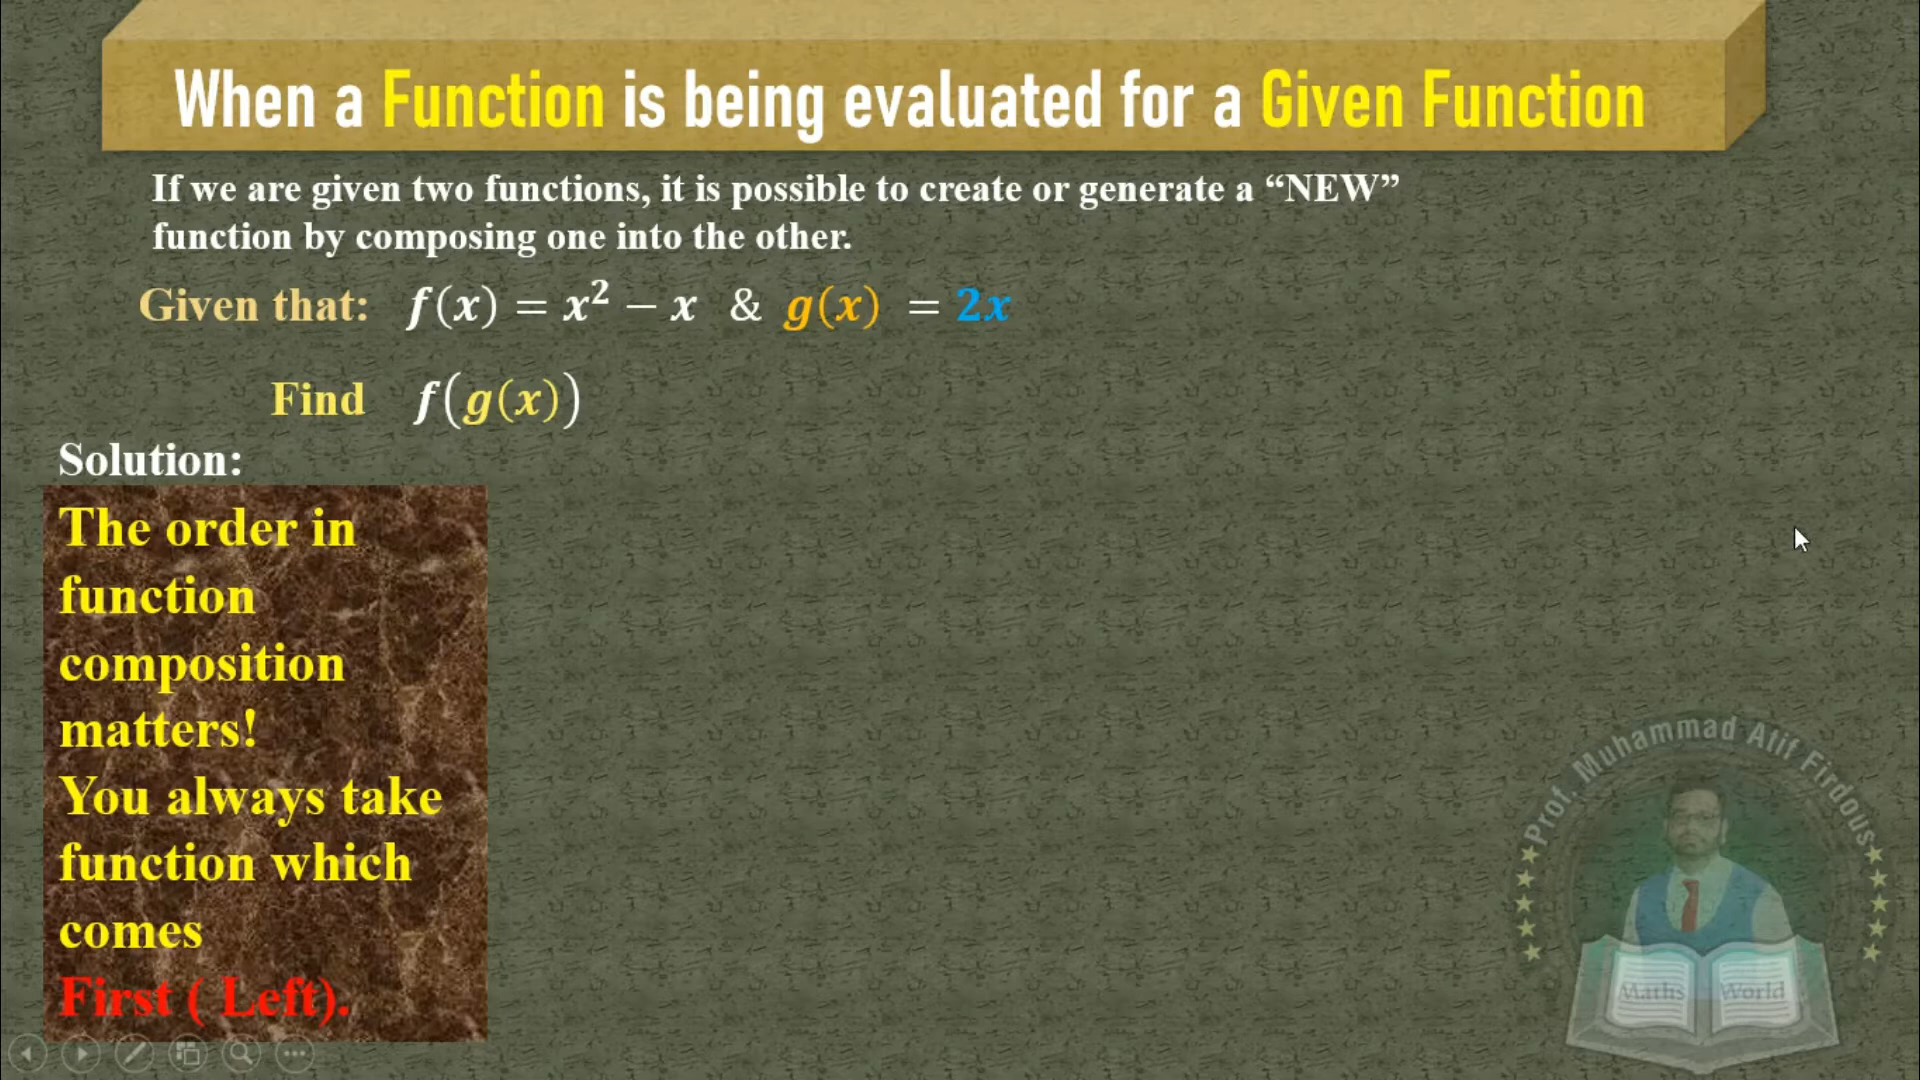 When a Function is being evaluated for a Given Function
If we are given two functions, it is possible to create or generate a “NEW”
function by composing one into the other.
Given that: f(x) = x² − x & g(x) = 2x
Find f(g(x))
Solution:
The order in
function
composition
matters!
You always take
function which
comes
First ( Left).
Prof. Muhammad Atif Firdous
Maths World